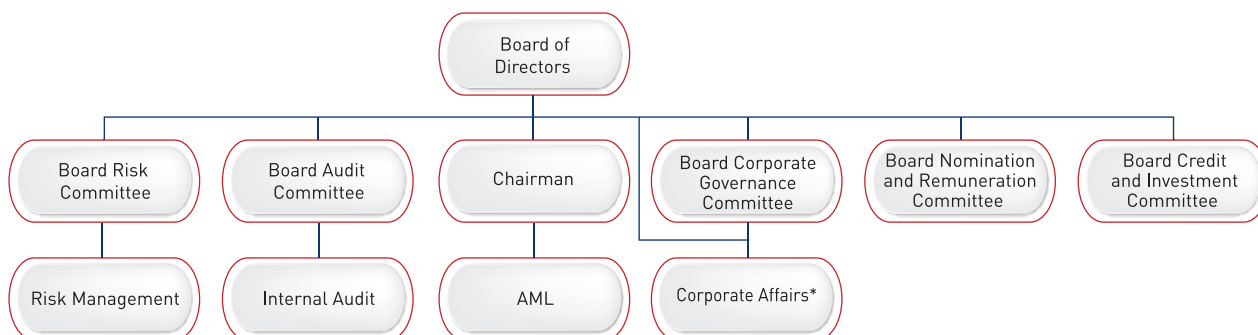 Board of
Directors
Board Risk
Committee
Board Audit
Committee
Chairman
Board Corporate
Governance
Committee
Board Nomination
and Remuneration
Committee
Board Credit
and Investment
Committee
Risk Management
Internal Audit
AML
Corporate Affairs*